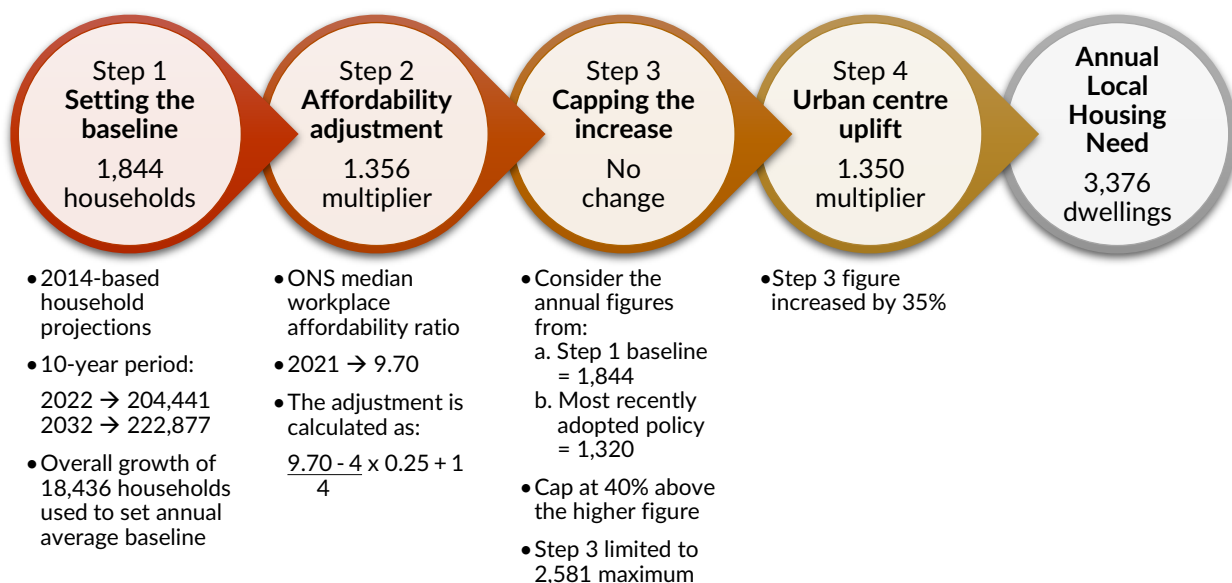 Step 1
Setting the
baseline
1,844
households
Step 2
Affordability
adjustment
1.356
multiplier
Step 3
Capping the
increase
No
change
Step 4
Urban centre
uplift
1.350
multiplier
Annual
Local
Housing
Need
3,376
dwellings
•2014-based
household
projections
•10-year period:
2022 → 204,441
2032 → 222,877
•Overall growth of
18,436 households
used to set annual
average baseline
•ONS median
workplace
affordability ratio
•2021 → 9.70
•The adjustment is
calculated as:
9.70 - 4 x 0.25 + 1
4
•Consider the
annual figures
from:
a. Step 1 baseline
= 1,844
b. Most recently
adopted policy
= 1,320
•Cap at 40% above
the higher figure
•Step 3 limited to
2,581 maximum
•Step 3 figure
increased by 35%